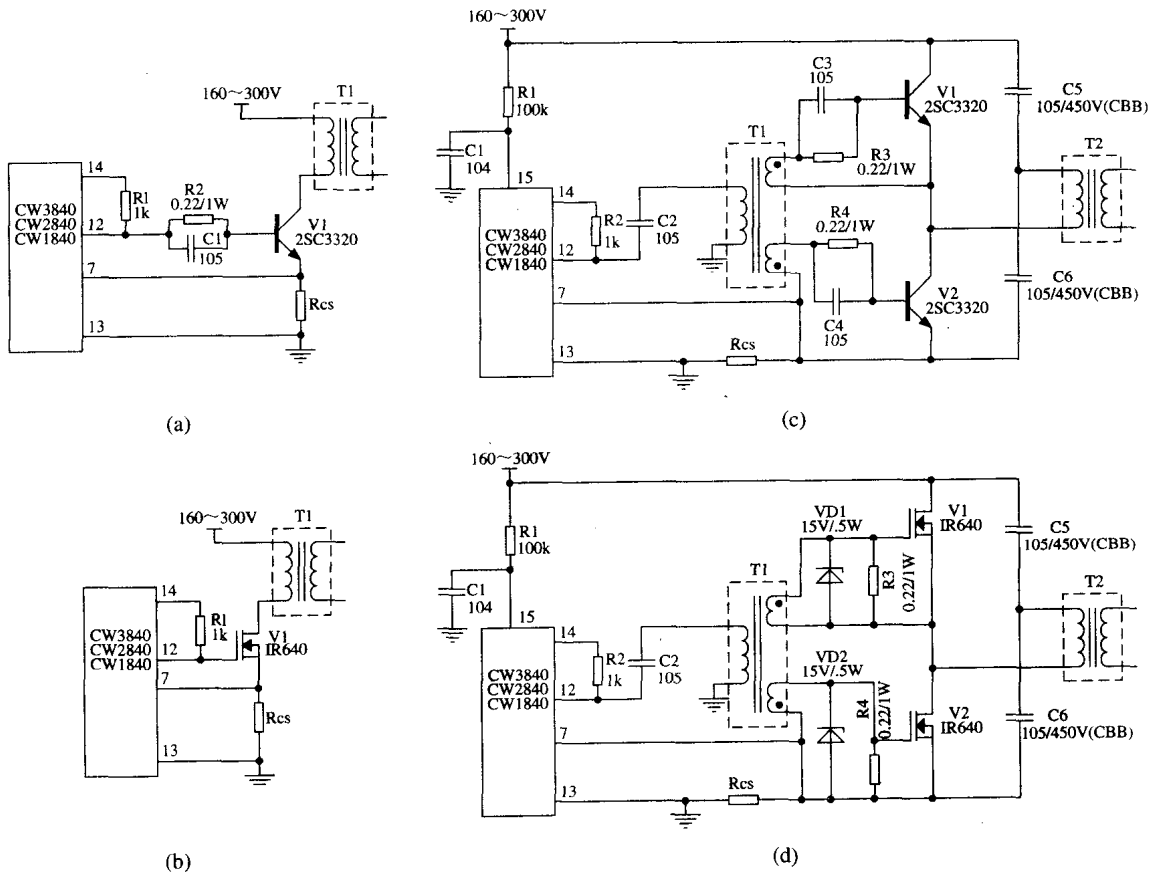 160~300V
T1
14
R1
1k
R2
0.22/1W
CW3840
CW2840
CW1840
12
C1
105
V1
2SC3320
7
Rcs
13
(a)
160~300V
R1
100k
C1
104
15
C3
105
V1
2SC3320
R3
0.22/1W
C5
105/450V(CBB)
T1
T2
14
R2
1k
C2
105
CW3840
CW2840
CW1840
12
R4
0.22/1W
C4
105
V2
2SC3320
C6
105/450V(CBB)
7
13
Rcs
(c)
160~300V
T1
14
R1
1k
CW3840
CW2840
CW1840
12
V1
IR640
7
Rcs
13
(b)
160~300V
R1
100k
C1
104
15
VD1
15V/.5W
R3
0.22/1W
V1
IR640
C5
105/450V(CBB)
T1
T2
14
R2
1k
C2
105
CW3840
CW2840
CW1840
12
VD2
15V/.5W
R4
0.22/1W
V2
IR640
C6
105/450V(CBB)
7
13
Rcs
(d)